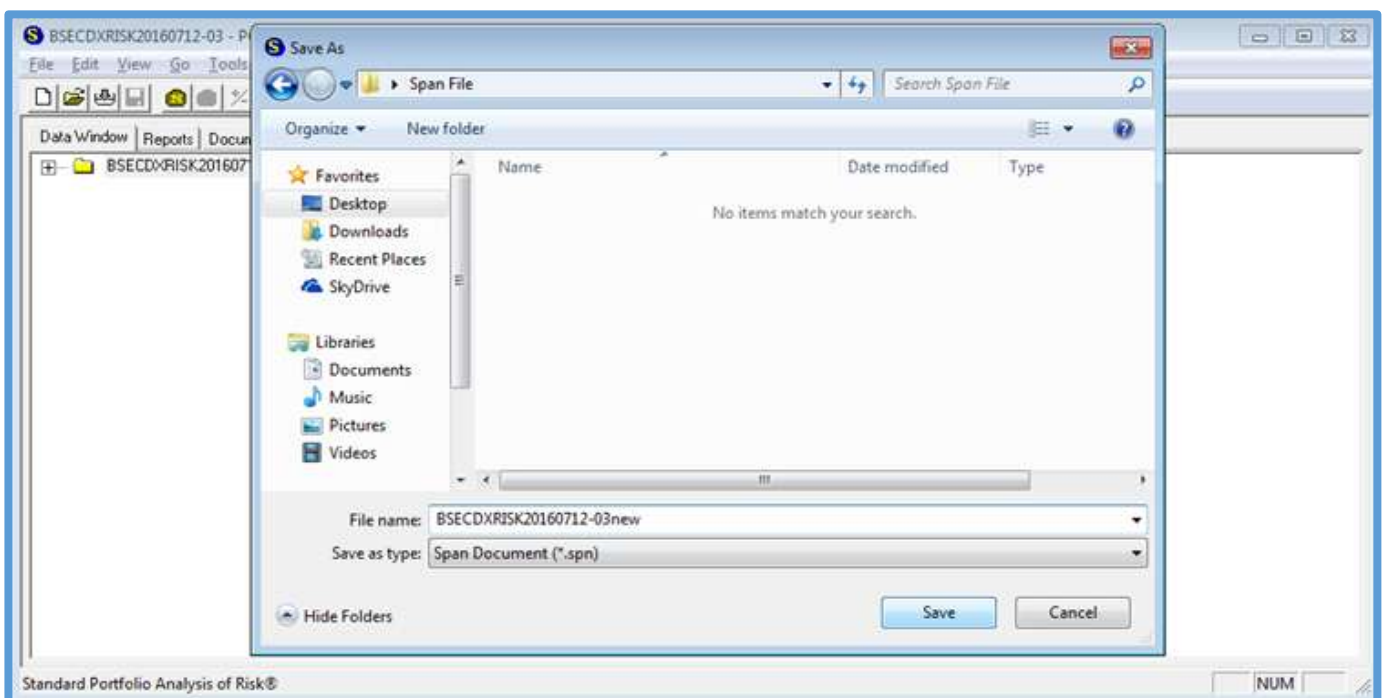 BSECDXRISK20160712-03 - P
Save As
File Edit View Go Tools
Span File
Search Span File
Organize
New folder
Data Window
Reports
Docun
BSECDXRISK201607
Favorites
Desktop
Downloads
Recent Places
SkyDrive
Libraries
Documents
Music
Pictures
Videos
Name
Date modified
Type
No items match your search.
File name: BSECDXRISK20160712-03new
Save as type: Span Document (*.spn)
Hide Folders
Save
Cancel
Standard Portfolio Analysis of Risk®
NUM